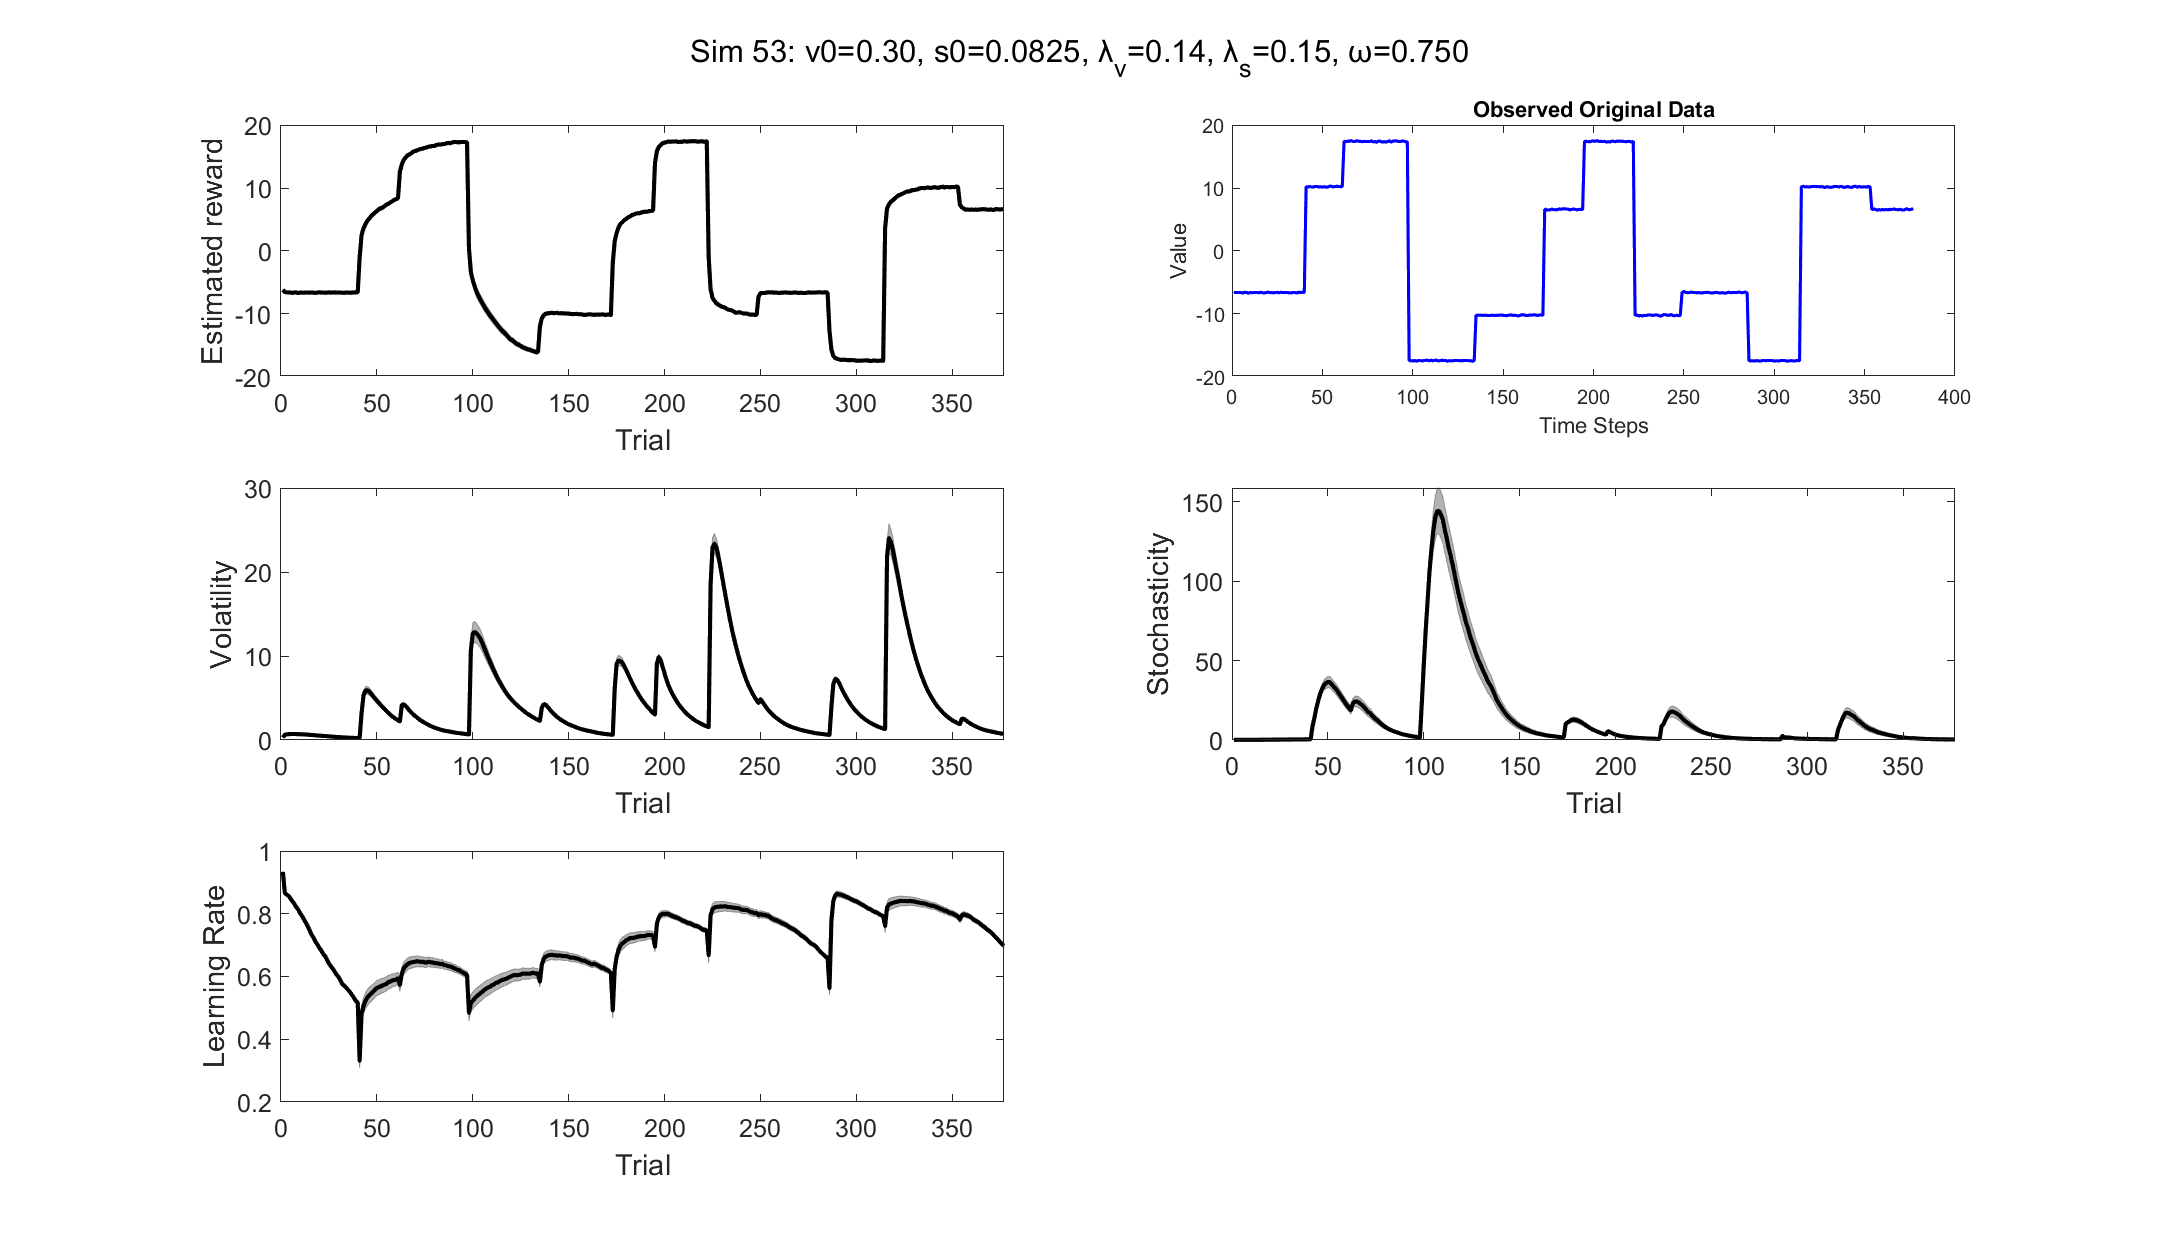 Sim 53: v0=0.30, s0=0.0825, λv=0.14, λs=0.15, ω=0.750
Estimated reward
20
10
0
-10
-20
0 50 100 150 200 250 300 350
Trial
Observed Original Data
Value
20
10
0
-10
-20
0 50 100 150 200 250 300 350 400
Time Steps
Volatility
30
20
10
0
0 50 100 150 200 250 300 350
Trial
Stochasticity
150
100
50
0
0 50 100 150 200 250 300 350
Trial
Learning Rate
1
0.8
0.6
0.4
0.2
0 50 100 150 200 250 300 350
Trial